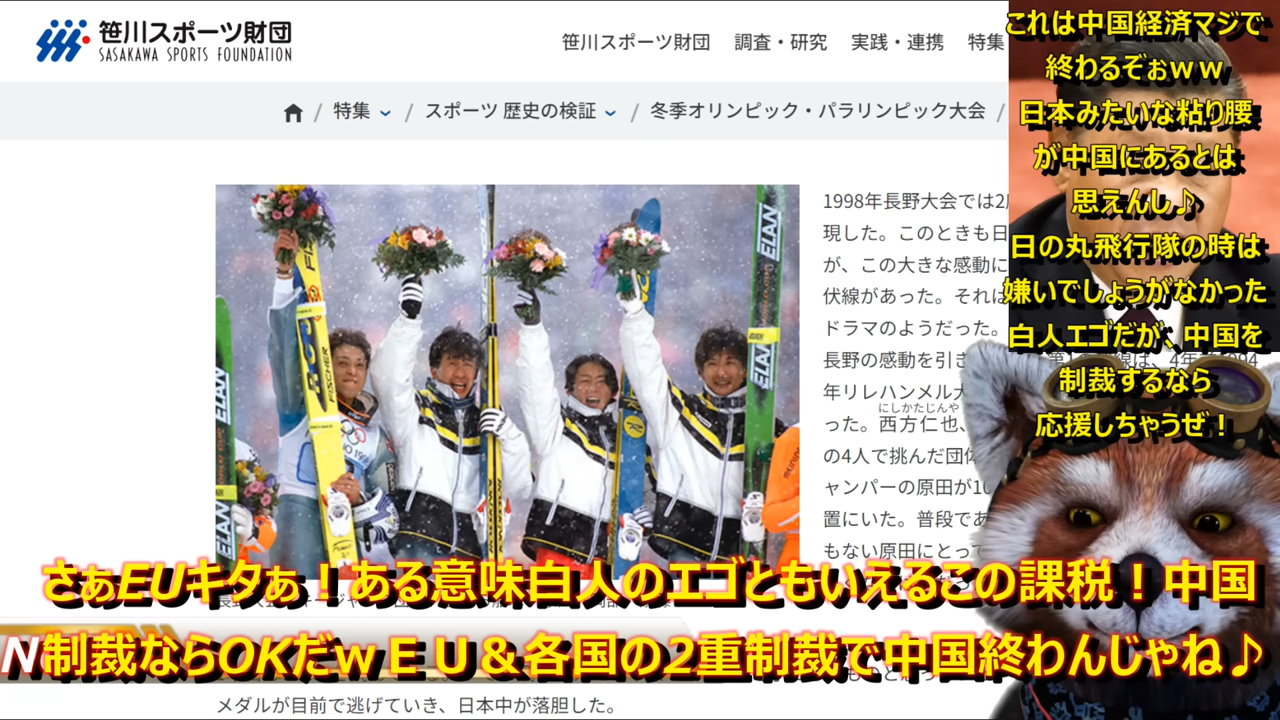 笹川スポーツ財団
SASAKAWA SPORTS FOUNDATION
笹川スポーツ財団 調査・研究 実践・連携 特集
特集 / スポーツ 歴史の検証 / 冬季オリンピック・パラリンピック大会 /
1998年長野大会では2
現した。このときも日
が、この大きな感動に
伏線があった。それは
ドラマのようだった。
長野の感動を引き
年リレハンメル大
にしかたじんや
った。西方仁也、
の4人で挑んだ団体
ャンパーの原田が10
置にいた。普段であ
もない原田にとって
メダルが目前で逃げていき、日本中が落胆した。
これは中国経済マジで
終わるぞぉｗｗ
日本みたいな粘り腰
が中国にあるとは
思えんし♪
日の丸飛行隊の時は
嫌いでしょうがなかった
白人エゴだが、中国を
制裁するなら
応援しちゃうぜ！
ELAN
ELAN
ELAN
FISCHER
さぁEUキタぁ！ある意味白人のエゴともいえるこの課税！中国
N制裁ならOKだｗＥＵ＆各国の2重制裁で中国終わんじゃね♪